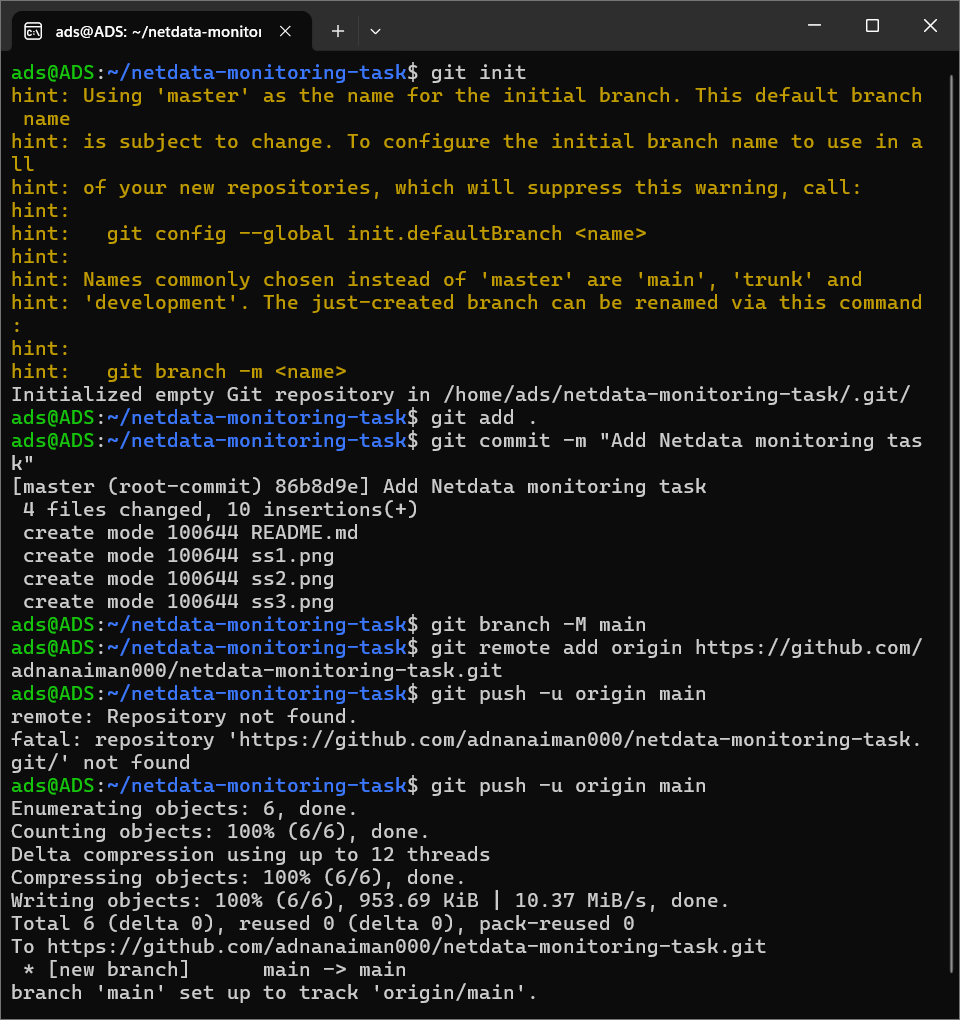 ads@ADS: ~/netdata-monitor
ads@ADS:~/netdata-monitoring-task$ git init
hint: Using 'master' as the name for the initial branch. This default branch
 name
hint: is subject to change. To configure the initial branch name to use in a
ll
hint: of your new repositories, which will suppress this warning, call:
hint:
hint:   git config --global init.defaultBranch <name>
hint:
hint: Names commonly chosen instead of 'master' are 'main', 'trunk' and
hint: 'development'. The just-created branch can be renamed via this command
:
hint:
hint:   git branch -m <name>
Initialized empty Git repository in /home/ads/netdata-monitoring-task/.git/
ads@ADS:~/netdata-monitoring-task$ git add .
ads@ADS:~/netdata-monitoring-task$ git commit -m "Add Netdata monitoring tas
k"
[master (root-commit) 86b8d9e] Add Netdata monitoring task
 4 files changed, 10 insertions(+)
 create mode 100644 README.md
 create mode 100644 ss1.png
 create mode 100644 ss2.png
 create mode 100644 ss3.png
ads@ADS:~/netdata-monitoring-task$ git branch -M main
ads@ADS:~/netdata-monitoring-task$ git remote add origin https://github.com/
adnanaiman000/netdata-monitoring-task.git
ads@ADS:~/netdata-monitoring-task$ git push -u origin main
remote: Repository not found.
fatal: repository 'https://github.com/adnanaiman000/netdata-monitoring-task.
git/' not found
ads@ADS:~/netdata-monitoring-task$ git push -u origin main
Enumerating objects: 6, done.
Counting objects: 100% (6/6), done.
Delta compression using up to 12 threads
Compressing objects: 100% (6/6), done.
Writing objects: 100% (6/6), 953.69 KiB | 10.37 MiB/s, done.
Total 6 (delta 0), reused 0 (delta 0), pack-reused 0
To https://github.com/adnanaiman000/netdata-monitoring-task.git
 * [new branch]      main -> main
branch 'main' set up to track 'origin/main'.